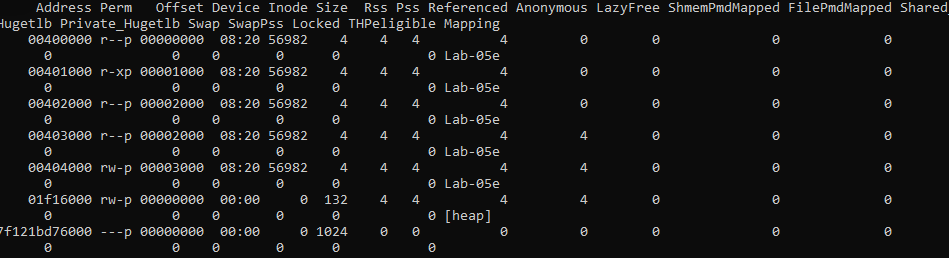 Address Perm Offset Device Inode Size Rss Pss Referenced Anonymous LazyFree ShmemPmdMapped FilePmdMapped Shared_
Hugetlb Private_Hugetlb Swap SwapPss Locked THPeligible Mapping
00400000 r--p 00000000 08:20 56982 4 4 4 4 0 0 0 0
0 0 0 0 0 0 Lab-05e
00401000 r-xp 00001000 08:20 56982 4 4 4 4 0 0 0 0
0 0 0 0 0 0 Lab-05e
00402000 r--p 00002000 08:20 56982 4 4 4 4 0 0 0 0
0 0 0 0 0 0 Lab-05e
00403000 r--p 00002000 08:20 56982 4 4 4 4 4 0 0 0
0 0 0 0 0 0 Lab-05e
00404000 rw-p 00003000 08:20 56982 4 4 4 4 4 0 0 0
0 0 0 0 0 0 Lab-05e
01f16000 rw-p 00000000 00:00 0 132 4 4 4 4 0 0 0
0 0 0 0 0 0 [heap]
7f121bd76000 ---p 00000000 00:00 0 1024 0 0 0 0 0 0 0
0 0 0 0 0 0